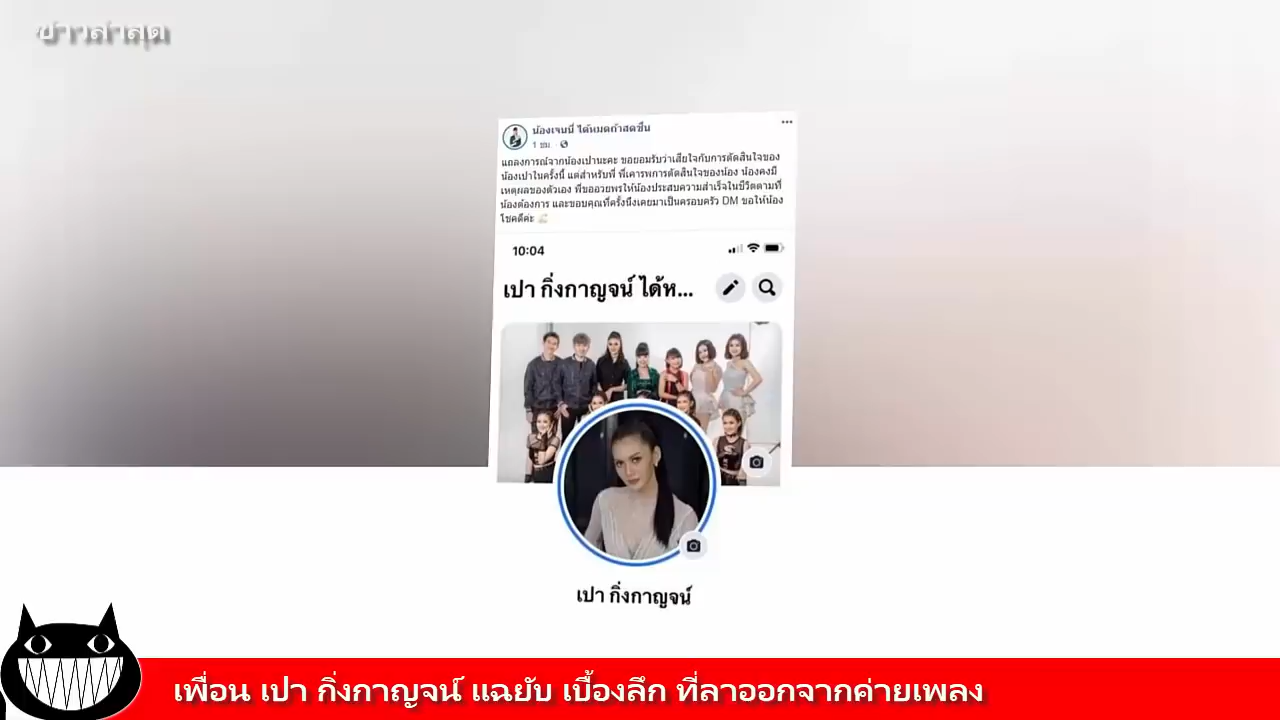 ข่าวล่าสุด
น้องเจนนี่ ได้หมดถ้าสดชื่น
1 ชม.
แถลงการณ์จากน้องเปานะคะ ขอยอมรับว่าเสียใจกับการตัดสินใจของ
น้องเปาในครั้งนี้ แต่สำหรับพี่ พี่เคารพการตัดสินใจของน้อง น้องคงมี
เหตุผลของตัวเอง พี่ขออวยพรให้น้องประสบความสำเร็จในชีวิตตามที่
น้องต้องการ และขอบคุณที่ครั้งนึงเคยมาเป็นครอบครัว DM ขอให้น้อง
โชคดีค่ะ
10:04
เปา กิ่งกาญจน์ ได้ห...
เปา กิ่งกาญจน์
เพื่อน เปา กิ่งกาญจน์ แฉยับ เบื้องลึก ที่ลาออกจากค่ายเพลง